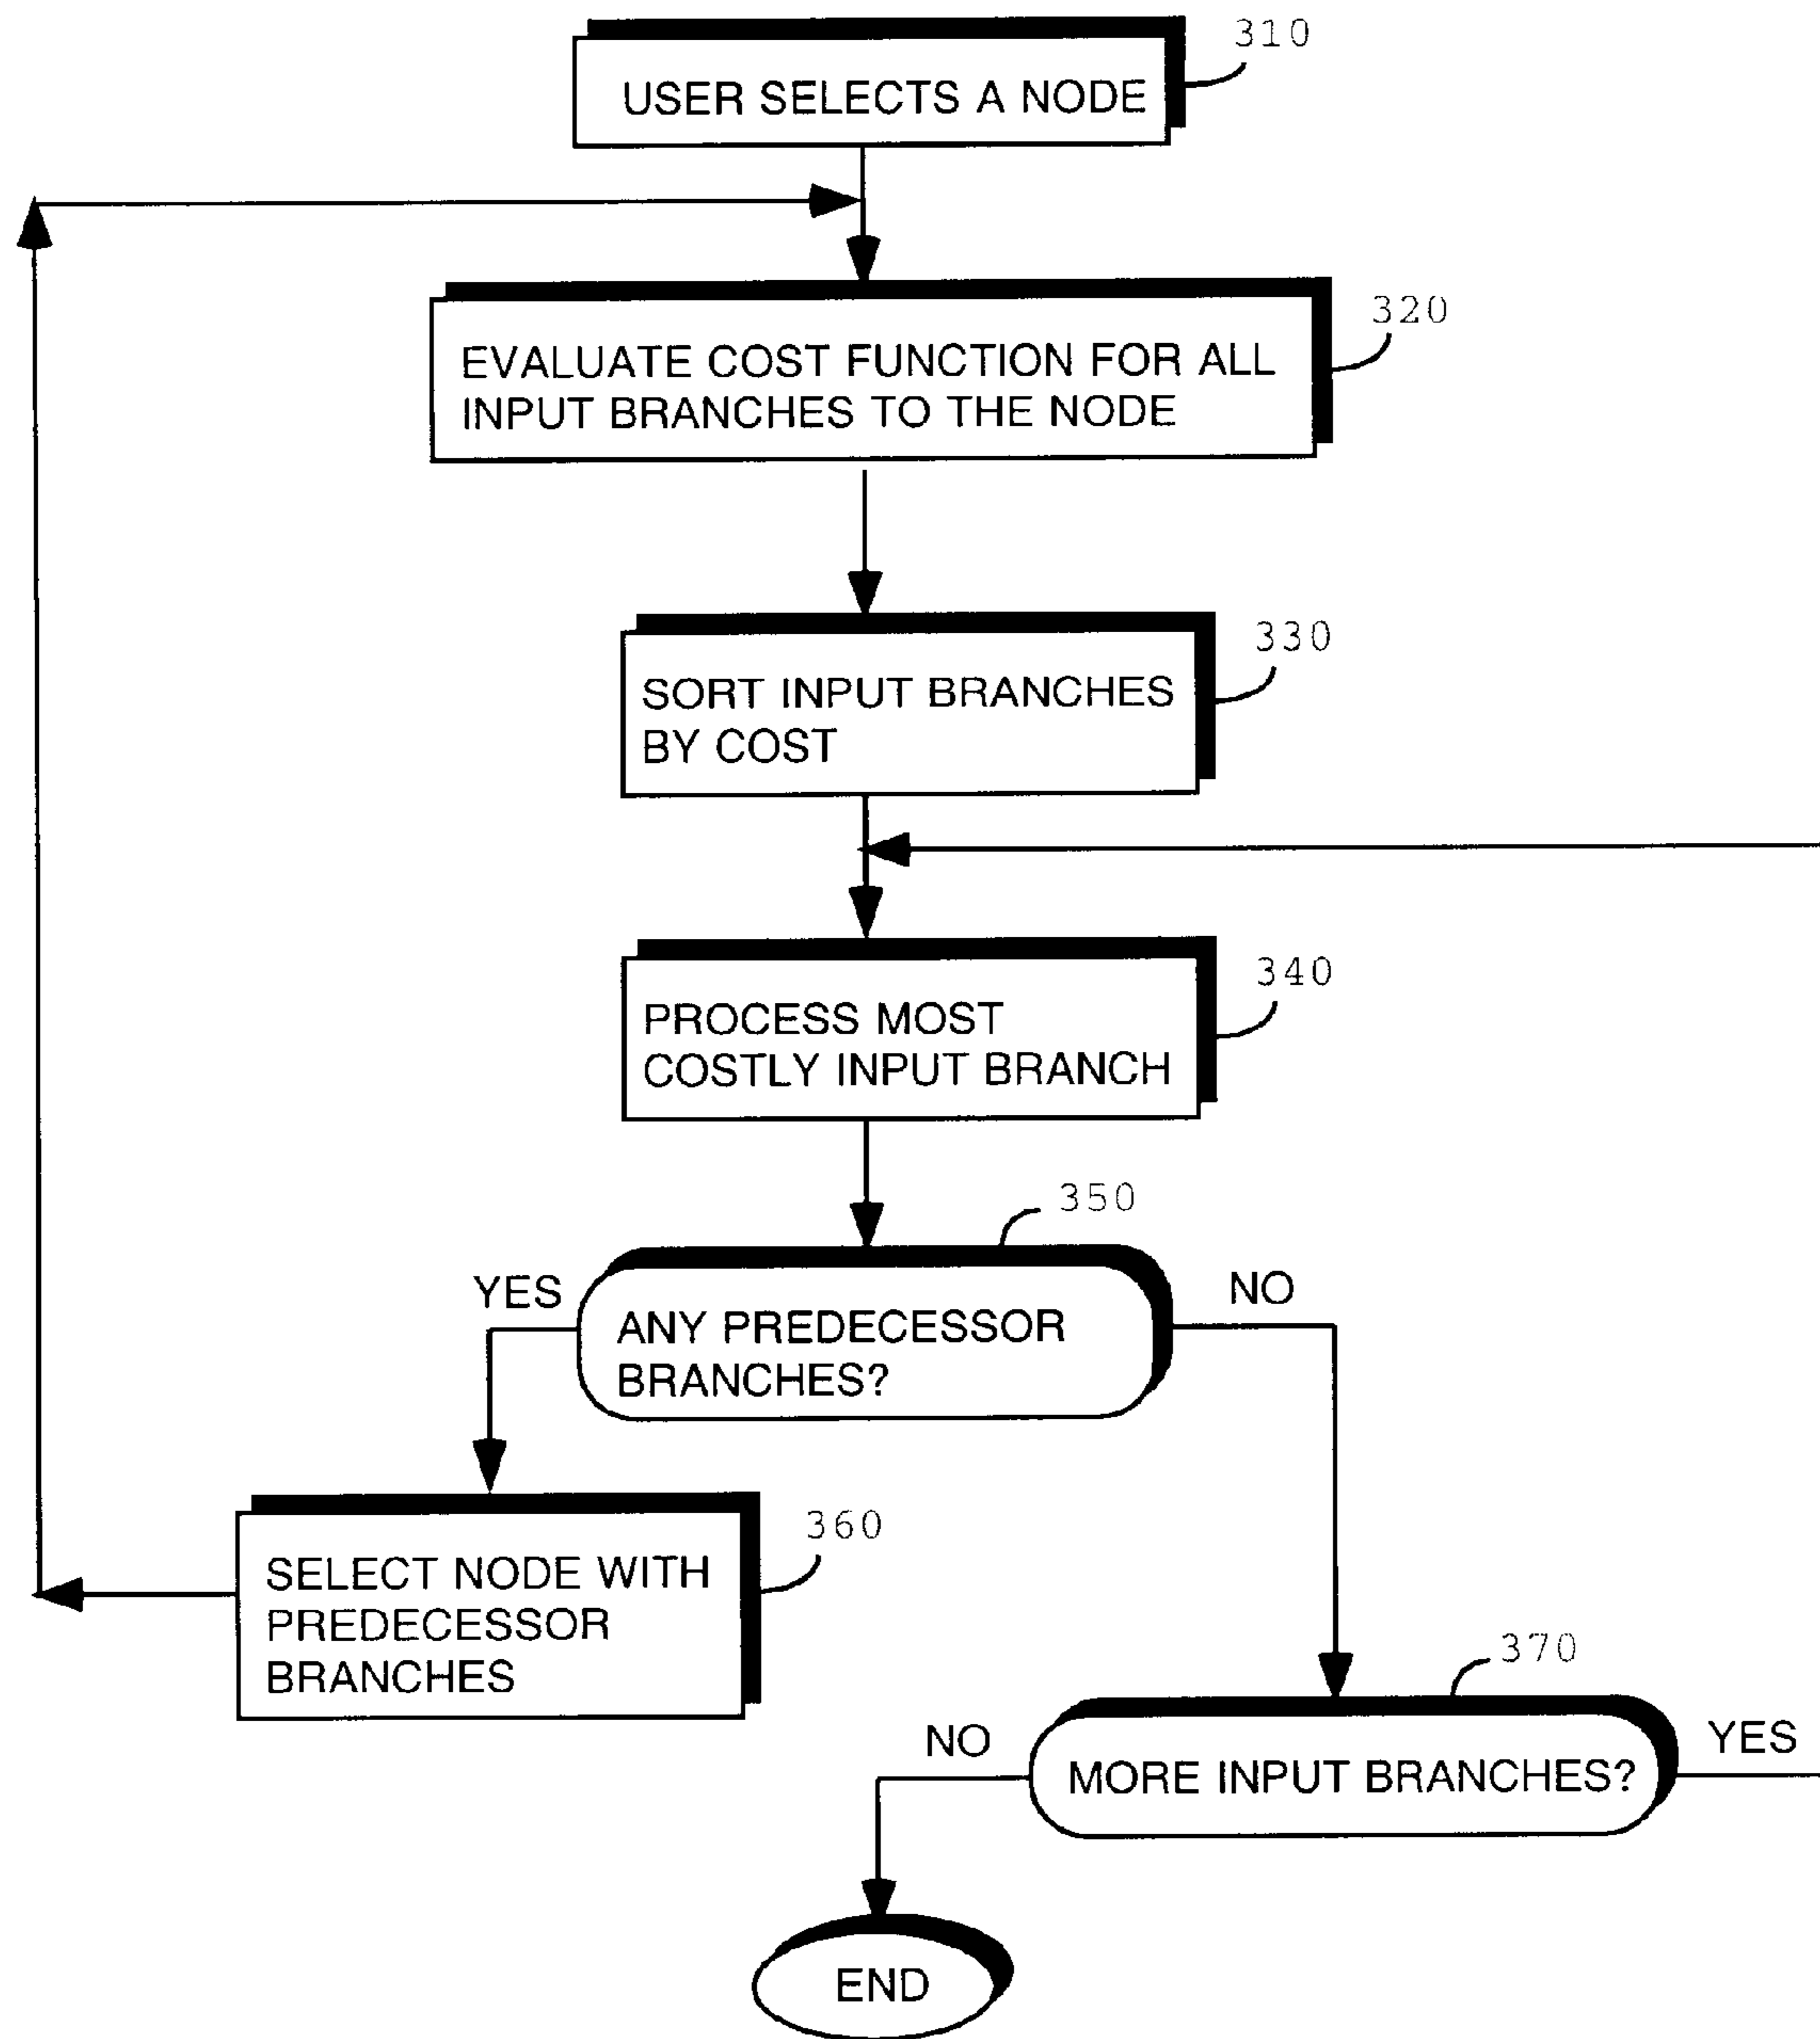 310
USER SELECTS A NODE
320
EVALUATE COST FUNCTION FOR ALL
INPUT BRANCHES TO THE NODE
330
SORT INPUT BRANCHES
BY COST
340
PROCESS MOST
COSTLY INPUT BRANCH
350
YES
NO
ANY PREDECESSOR
BRANCHES?
360
SELECT NODE WITH
PREDECESSOR
BRANCHES
370
NO
YES
MORE INPUT BRANCHES?
END